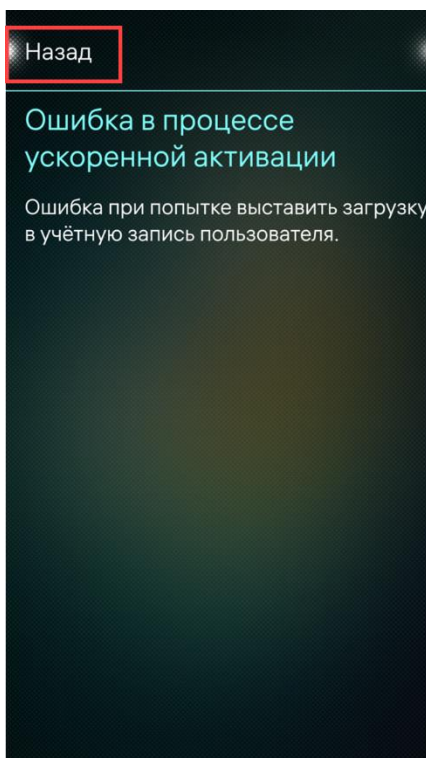 Назад
Ошибка в процессе
ускоренной активации
Ошибка при попытке выставить загрузку
в учётную запись пользователя.